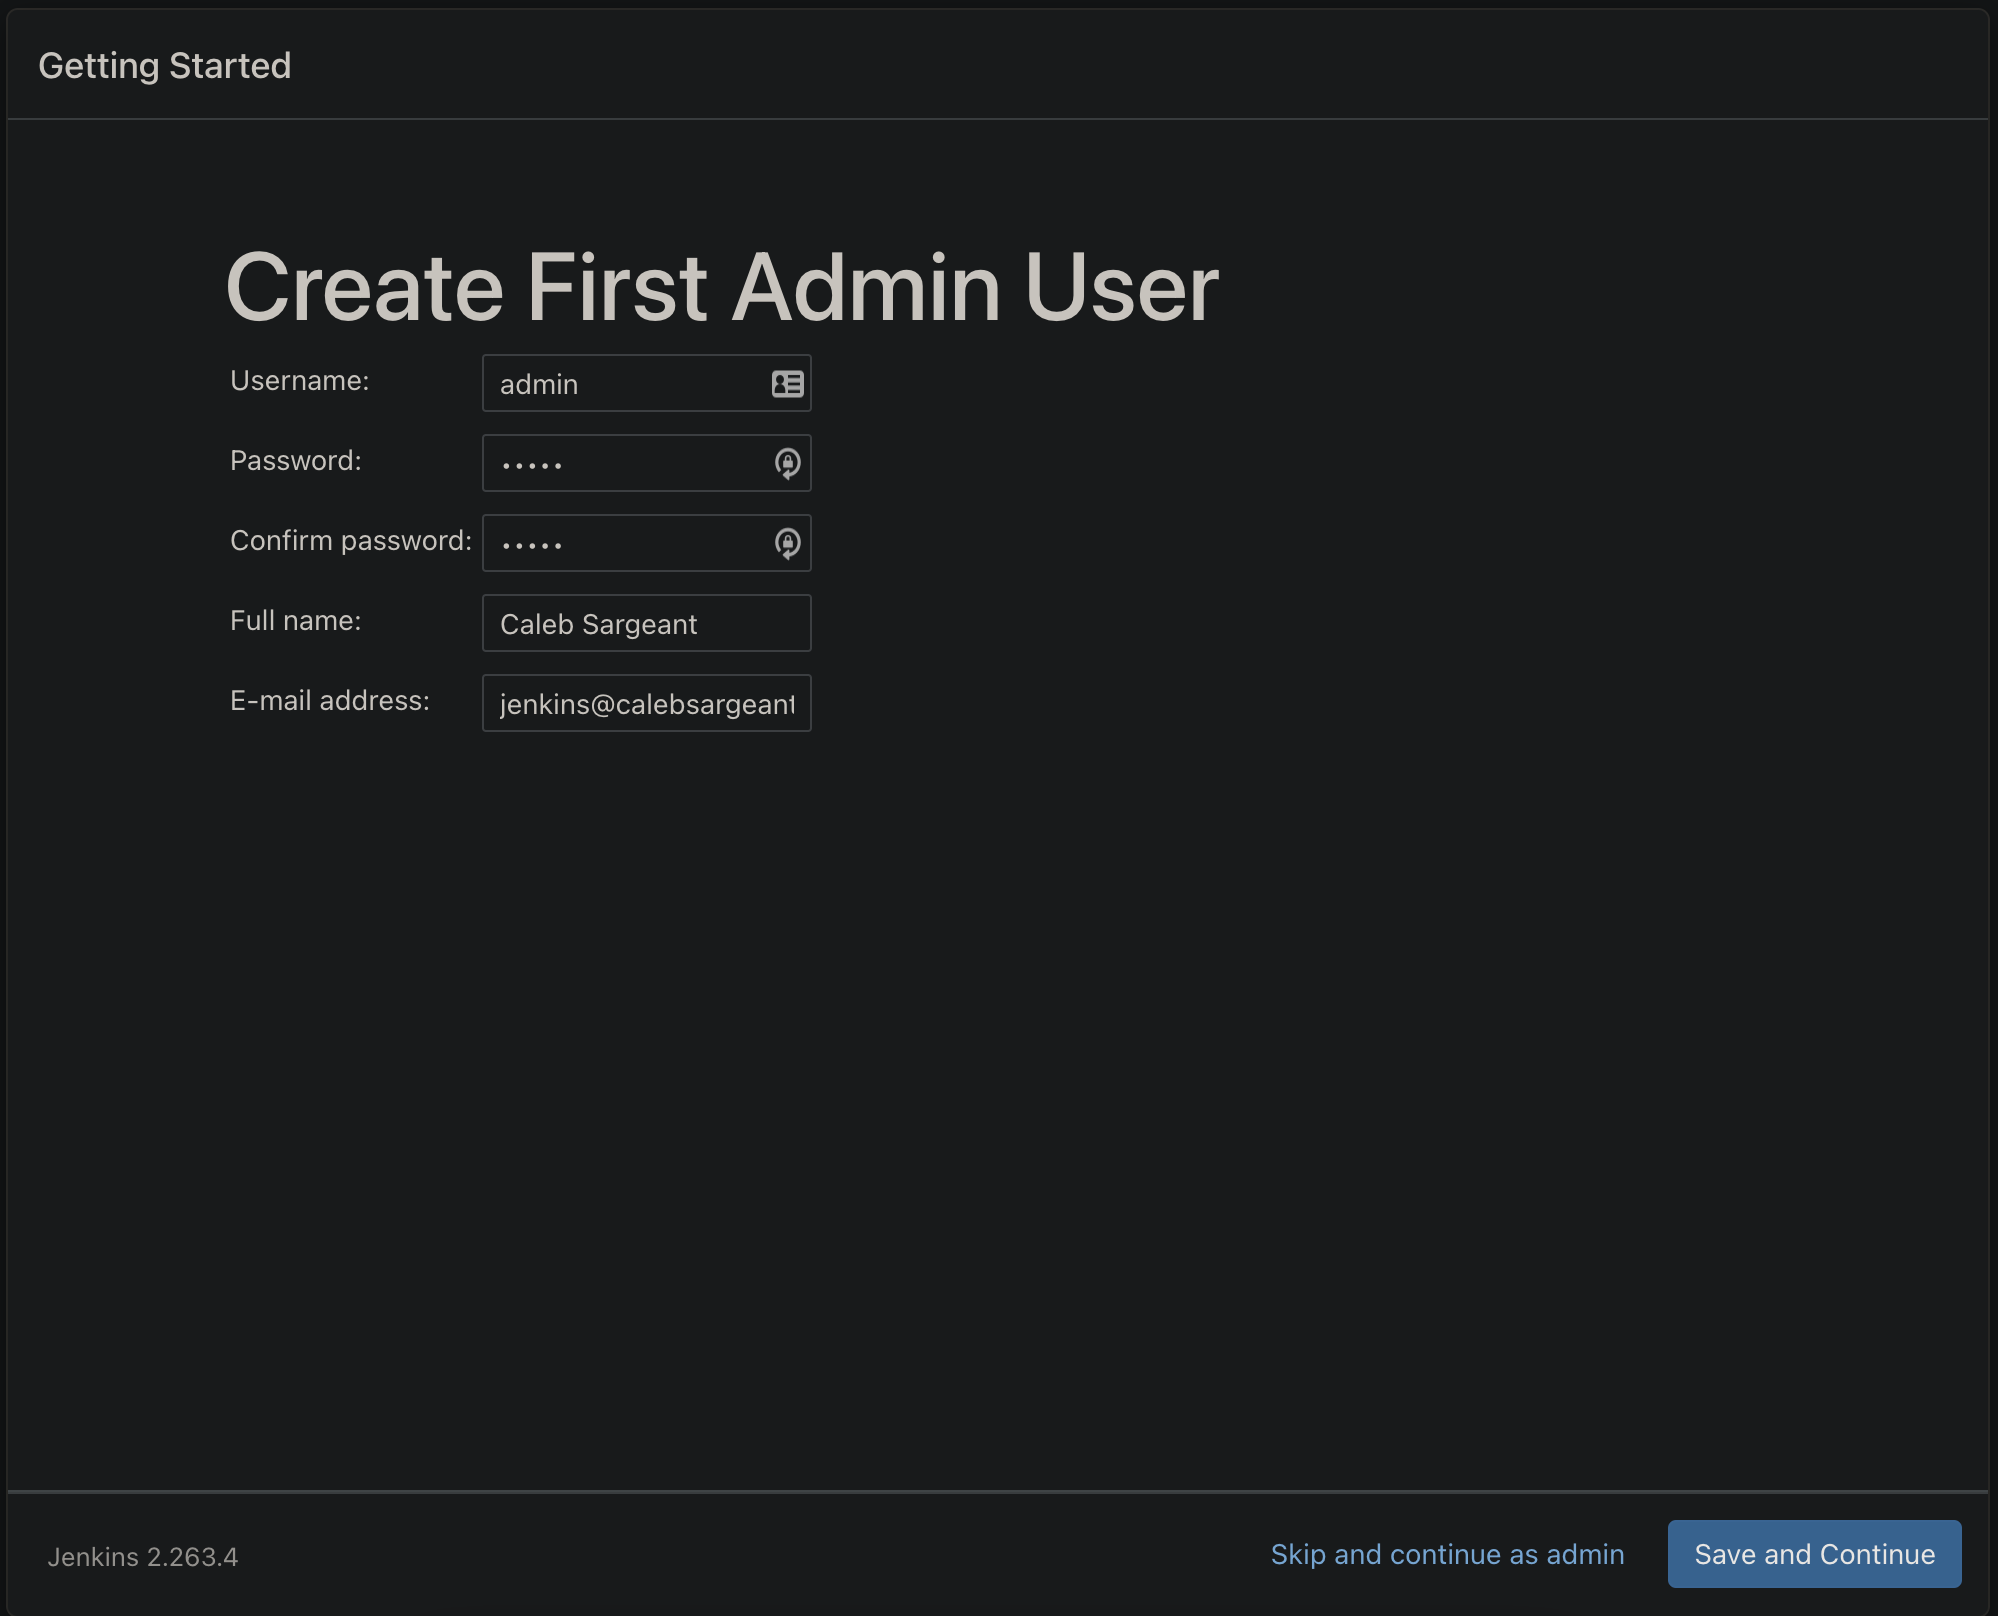 Getting Started
Create First Admin User
Username: admin
Password: •••••
Confirm password: •••••
Full name: Caleb Sargeant
E-mail address: jenkins@calebsargeant
Jenkins 2.263.4 Skip and continue as admin Save and Continue